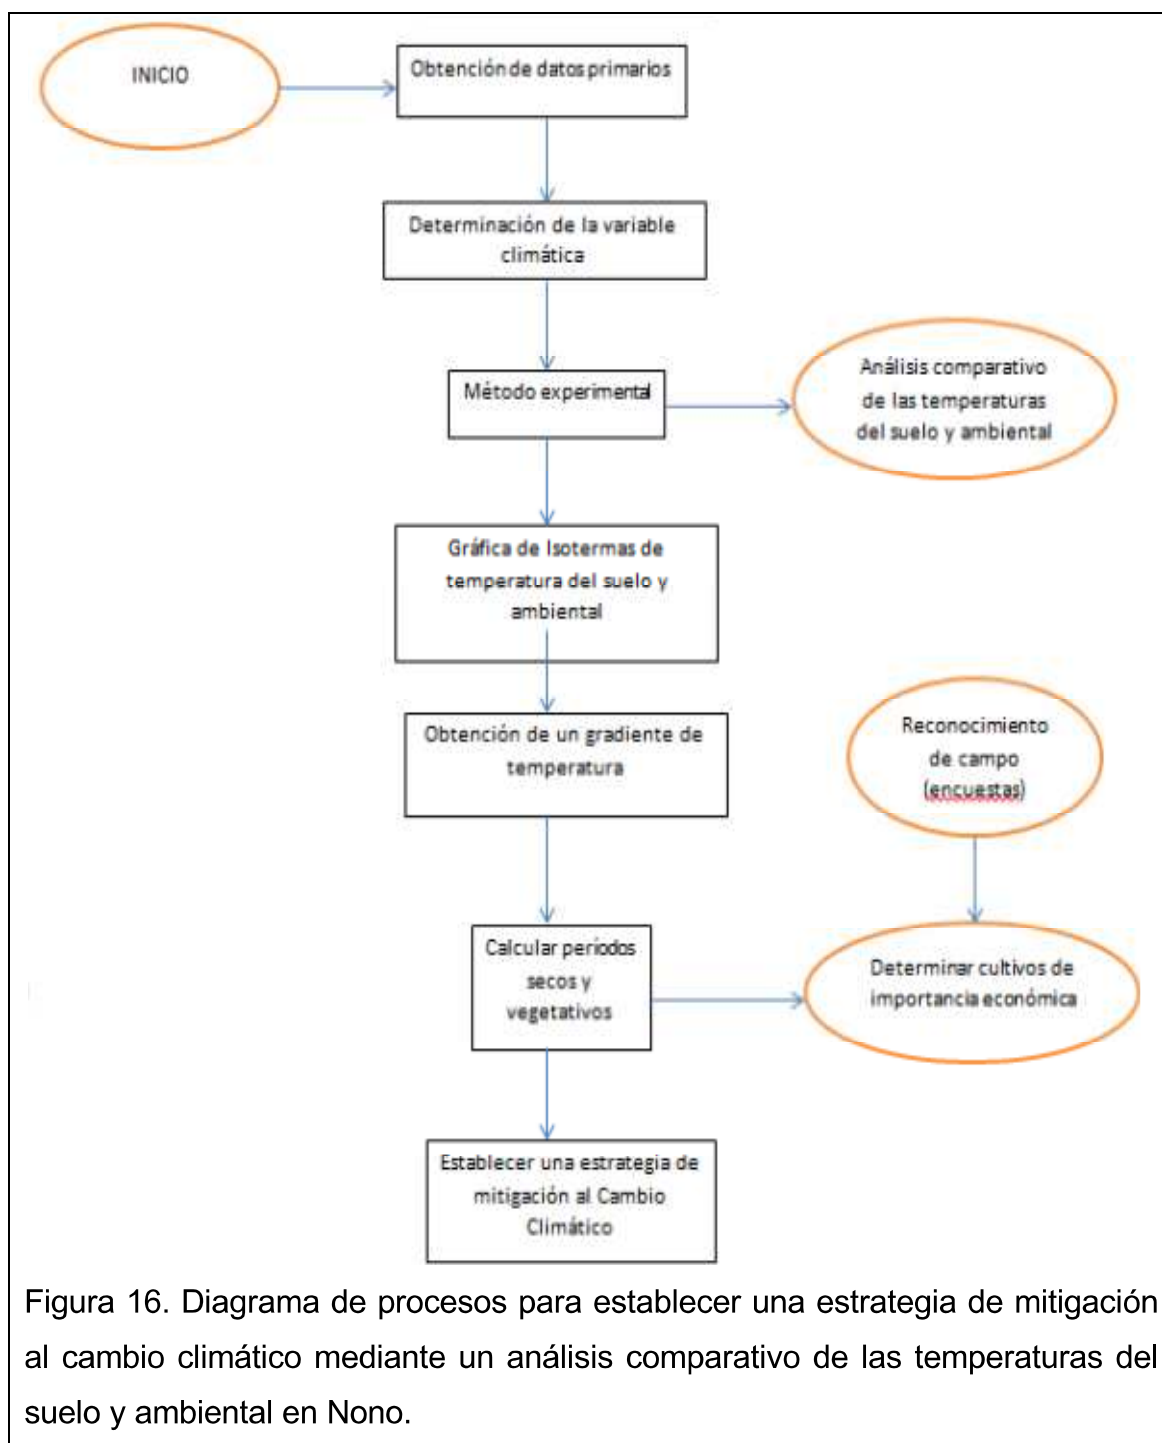 INICIO
Obtención de datos primarios
Determinación de la variable
climática
Método experimental
Análisis comparativo
de las temperaturas
del suelo y ambiental
Gráfica de Isotermas de
temperatura del suelo y
ambiental
Obtención de un gradiente de
temperatura
Reconocimiento
de campo
(encuestas)
Calcular períodos
secos y
vegetativos
Determinar cultivos de
importancia económica
Establecer una estrategia de
mitigación al Cambio
Climático
Figura 16. Diagrama de procesos para establecer una estrategia de mitigación
al cambio climático mediante un análisis comparativo de las temperaturas del
suelo y ambiental en Nono.